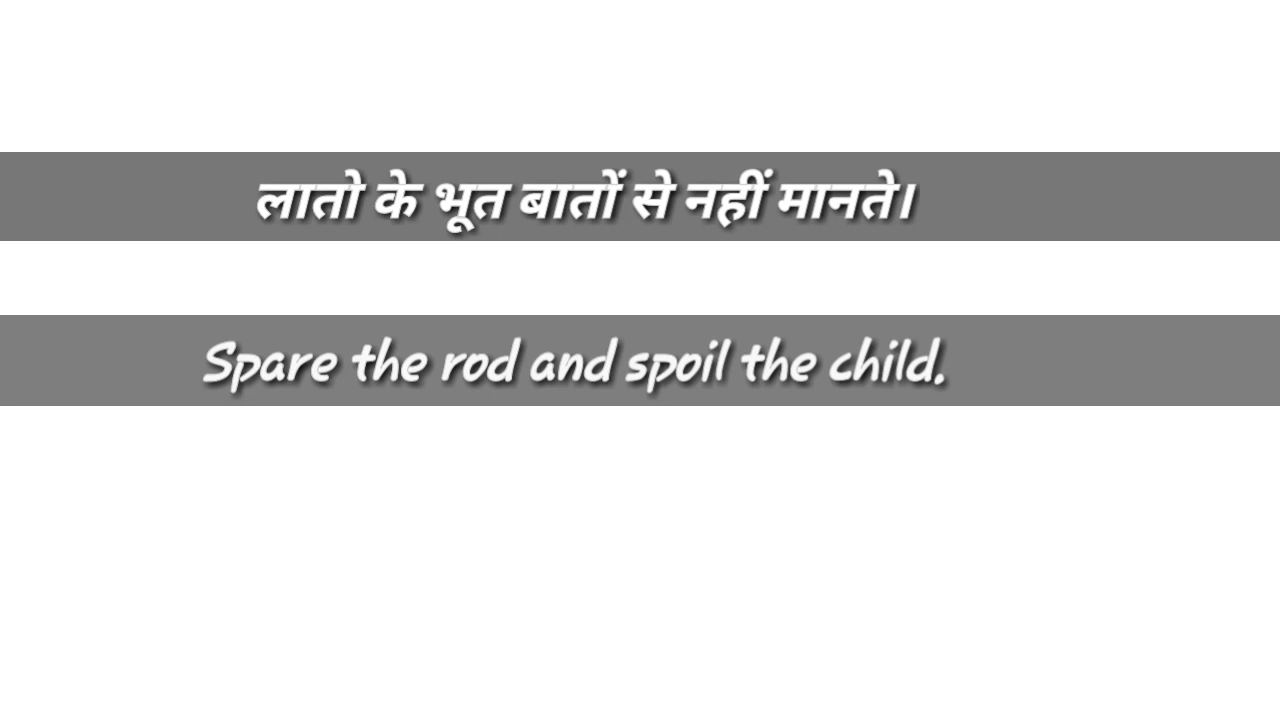 लातो के भूत बातों से नहीं मानते।
Spare the rod and spoil the child.